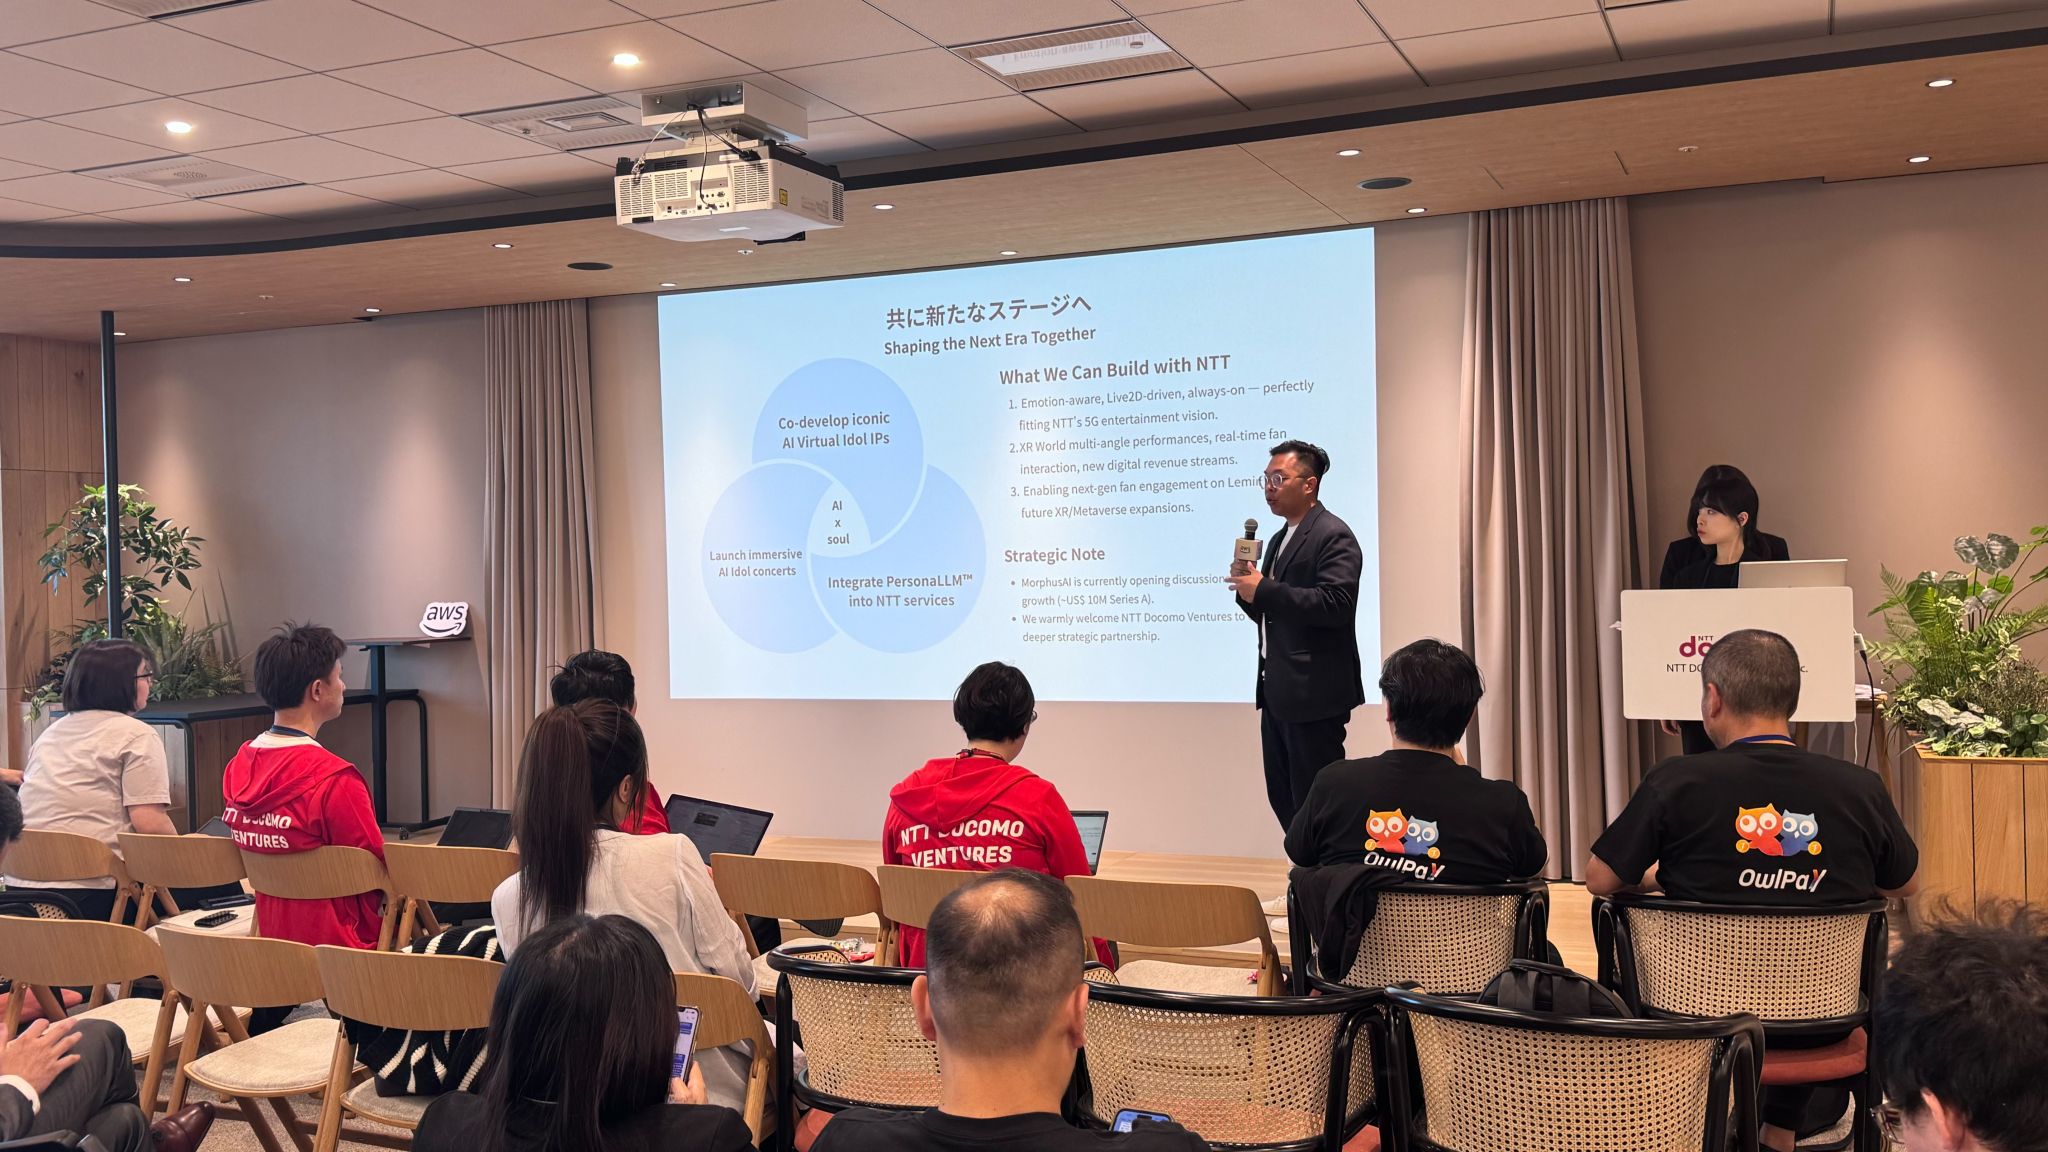 共に新たなステージへ
Shaping the Next Era Together
Co-develop iconic
AI Virtual Idol IPs
AI
x
soul
Launch immersive
AI Idol concerts
Integrate PersonaLLM™
into NTT services
What We Can Build with NTT
1. Emotion-aware, Live2D-driven, always-on — perfectly
fitting NTT's 5G entertainment vision.
2.XR World multi-angle performances, real-time fan
interaction, new digital revenue streams.
3. Enabling next-gen fan engagement on
future XR/Metaverse expansions.
Strategic Note
• MorphusAI is currently opening
growth (~US$ 10M Series A).
• We warmly welcome NTT Docomo Ventures to
deeper strategic partnership.
aws
aws
NTT
NTT
NTT DOCOMO
VENTURES
NTT DOCOMO
VENTURES
OwlPay
OwlPay